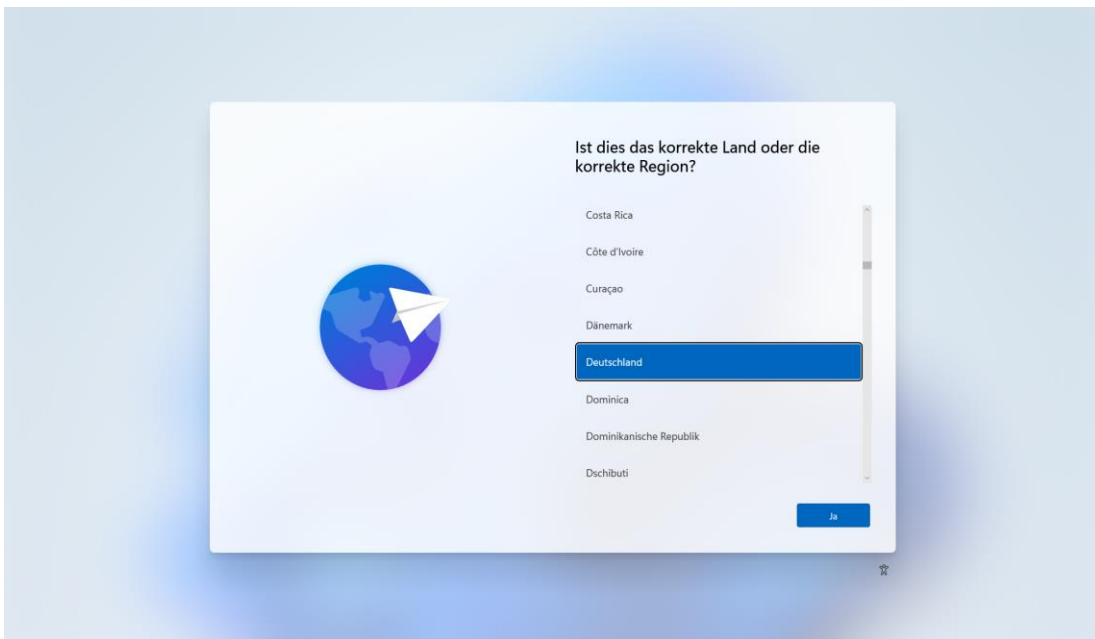 Ist dies das korrekte Land oder die
korrekte Region?
Costa Rica
Côte d'Ivoire
Curaçao
Dänemark
Deutschland
Dominica
Dominikanische Republik
Dschibuti
Ja